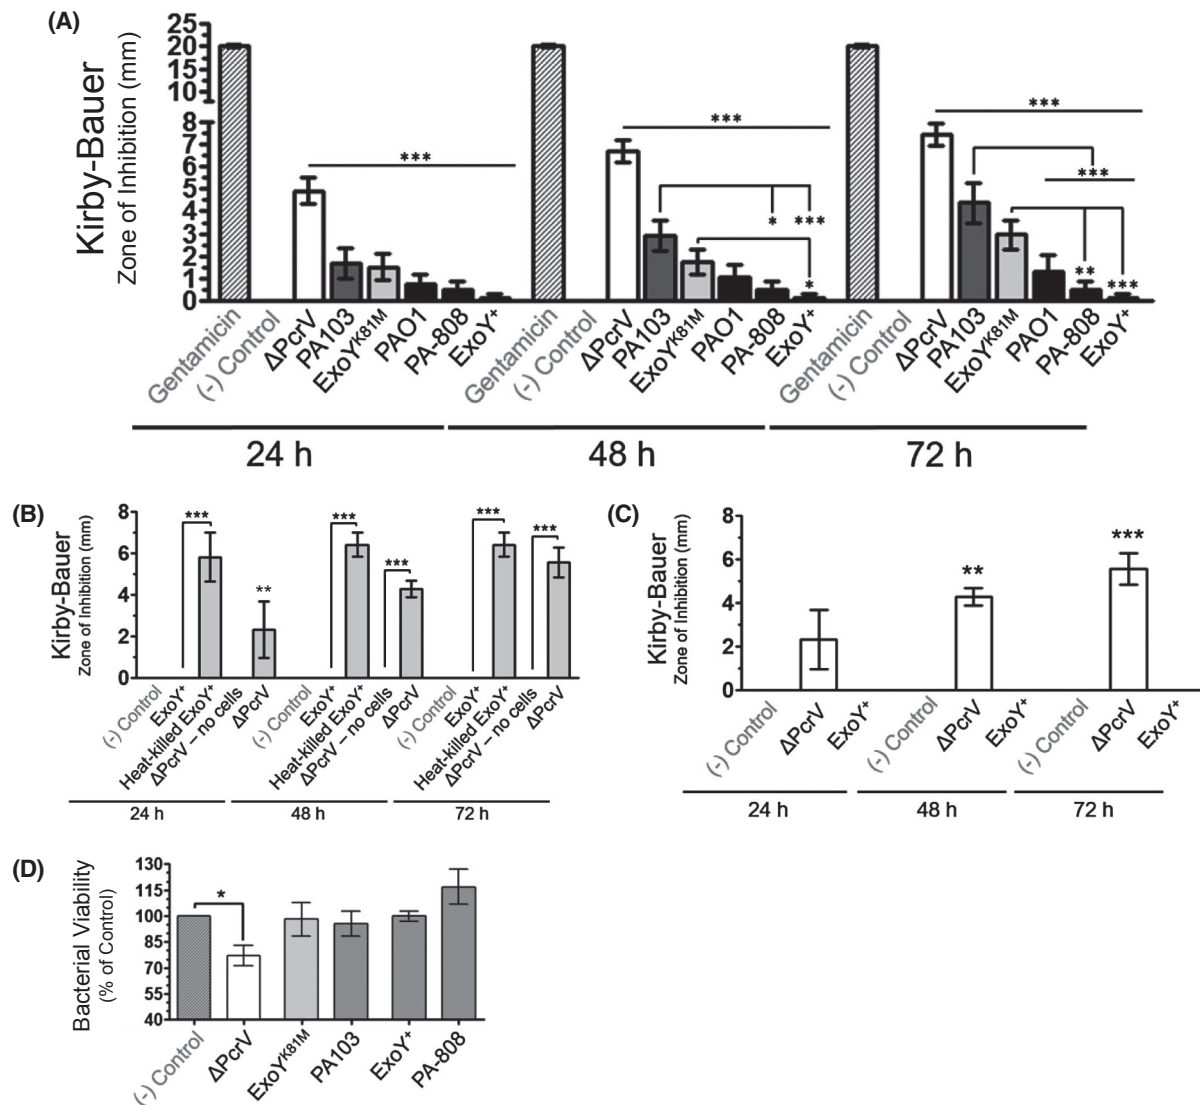 (A)
Kirby-Bauer
Zone of Inhibition (mm)
25
20
15
10
8
7
6
5
4
3
2
1
0
***
***
*
***
*
***
***
**
***
Gentamicin
(-) Control
ΔPcrV
PA103
ExoYK81M
PAO1
PA-808
ExoY+
Gentamicin
(-) Control
ΔPcrV
PA103
ExoYK81M
PAO1
PA-808
ExoY+
Gentamicin
(-) Control
ΔPcrV
PA103
ExoYK81M
PAO1
PA-808
ExoY+
24 h
48 h
72 h
(B)
Kirby-Bauer
Zone of Inhibition (mm)
8
6
4
2
0
***
**
***
***
***
***
(-) Control
ExoY+
Heat-killed ExoY+
ΔPcrV – no cells
ΔPcrV
(-) Control
ExoY+
Heat-killed ExoY+
ΔPcrV – no cells
ΔPcrV
(-) Control
ExoY+
Heat-killed ExoY+
ΔPcrV – no cells
ΔPcrV
24 h
48 h
72 h
(C)
Kirby-Bauer
Zone of Inhibition (mm)
8
6
4
2
0
**
***
(-) Control
ΔPcrV
ExoY+
(-) Control
ΔPcrV
ExoY+
(-) Control
ΔPcrV
ExoY+
24 h
48 h
72 h
(D)
Bacterial Viability
(% of Control)
130
115
100
85
70
55
40
*
(-) Control
ΔPcrV
ExoYK81M
PA103
ExoY+
PA-808